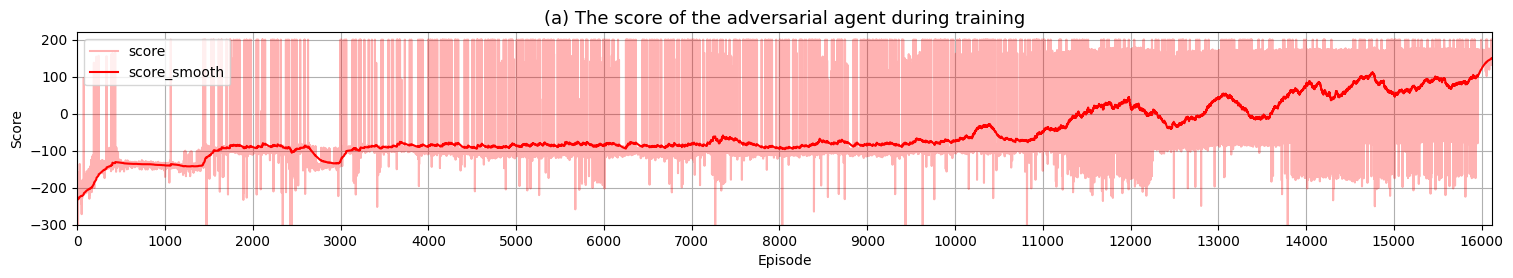 (a) The score of the adversarial agent during training
200
100
0
−100
−200
−300
Score
score
score_smooth
0 1000 2000 3000 4000 5000 6000 7000 8000 9000 10000 11000 12000 13000 14000 15000 16000
Episode